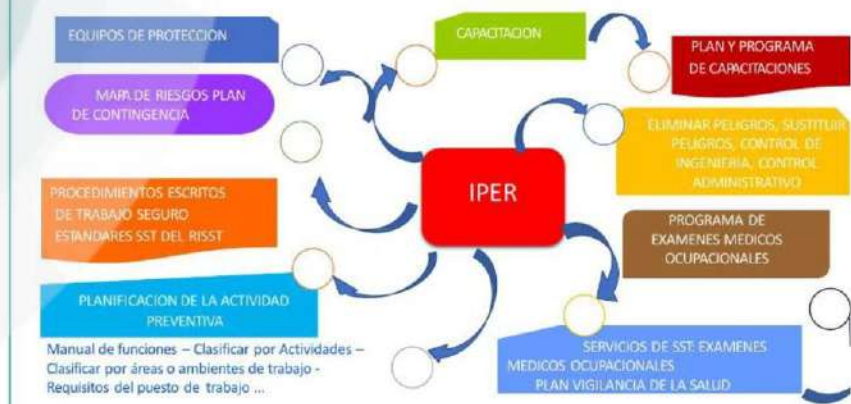 EQUIPOS DE PROTECCION
MAPA DE RIESGOS PLAN
DE CONTINGENCIA
PROCEDIMIENTOS ESCRITOS
DE TRABAJO SEGURO
ESTANDARES SST DEL RISST
PLANIFICACION DE LA ACTIVIDAD
PREVENTIVA
Manual de funciones – Clasificar por Actividades –
Clasificar por áreas o ambientes de trabajo -
Requisitos del puesto de trabajo ...
CAPACITACION
IPER
PLAN Y PROGRAMA
DE CAPACITACIONES
ELIMINAR PELIGROS, SUSTITUIR
PELIGROS, CONTROL DE
INGENIERIA, CONTROL
ADMINISTRATIVO
PROGRAMA DE
EXAMENES MEDICOS
OCUPACIONALES
SERVICIOS DE SST: EXAMENES
MEDICOS OCUPACIONALES
PLAN VIGILANCIA DE LA SALUD